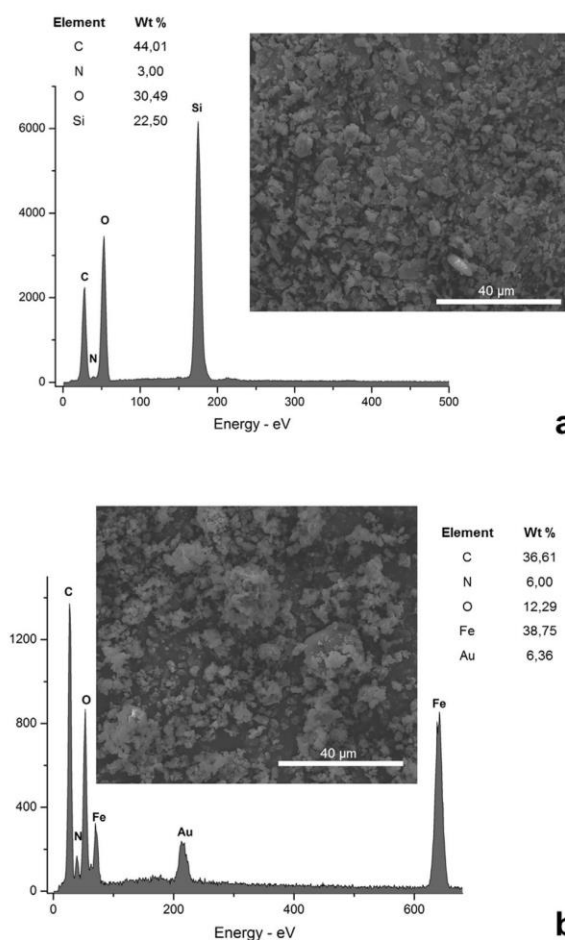 Element Wt %
C 44,01
N 3,00
O 30,49
Si 22,50
Si
6000
O
4000
C
2000
N
0
0 100 200 300 400 500
Energy - eV
40 µm
a
Element Wt %
C 36,61
N 6,00
O 12,29
Fe 38,75
Au 6,36
C
1200
O
Fe
800
40 µm
400
N
Fe
Au
0
0 200 400 600
Energy - eV
b